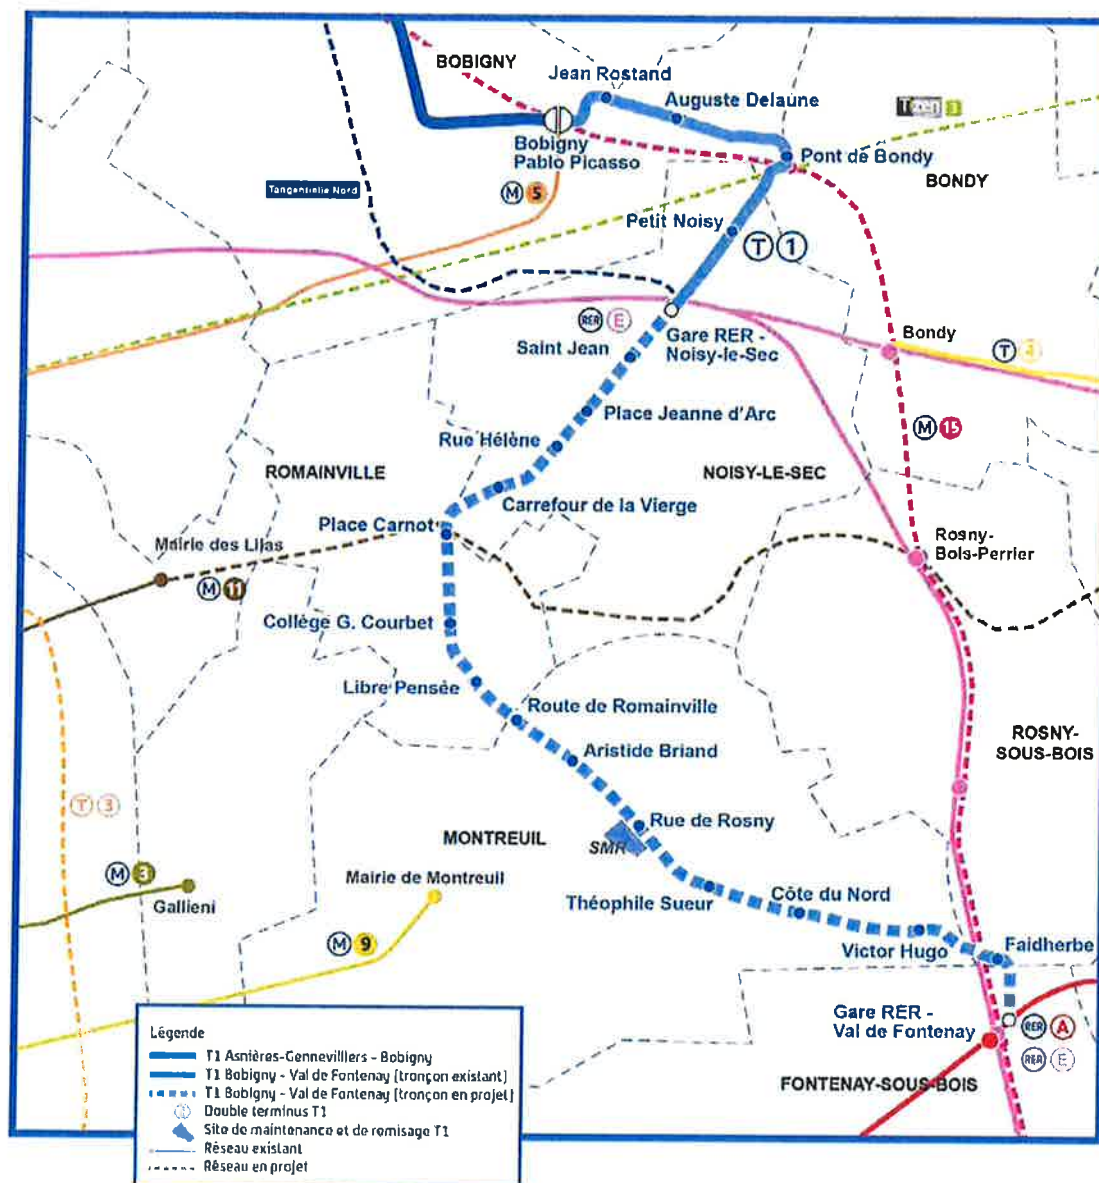 BOBIGNY
Jean Rostand
Auguste Delaune
Tzen 3
Bobigny
Pablo Picasso
Pont de Bondy
BONDY
Tangentielle Nord
M 5
Petit Noisy
T 1
RER E
Gare RER -
Noisy-le-Sec
Saint Jean
Bondy
T 4
Place Jeanne d'Arc
Rue Hélène
M 15
ROMAINVILLE
NOISY-LE-SEC
Carrefour de la Vierge
Place Carnot
Mairie des Lilas
Rosny-
Bois-Perrier
M 11
Collège G. Courbet
Libre Pensée
Route de Romainville
ROSNY-
SOUS-BOIS
Aristide Briand
T 3
Rue de Rosny
MONTREUIL
SMR
M 3
Gallieni
Mairie de Montreuil
Théophile Sueur
Côte du Nord
M 9
Victor Hugo
Faidherbe
Gare RER -
Val de Fontenay
RER A
RER E
FONTENAY-SOUS-BOIS
Légende
T1 Asnières-Gennevilliers - Bobigny
T1 Bobigny - Val de Fontenay (tronçon existant)
T1 Bobigny - Val de Fontenay (tronçon en projet)
Double terminus T1
Site de maintenance et de remisage T1
Réseau existant
Réseau en projet